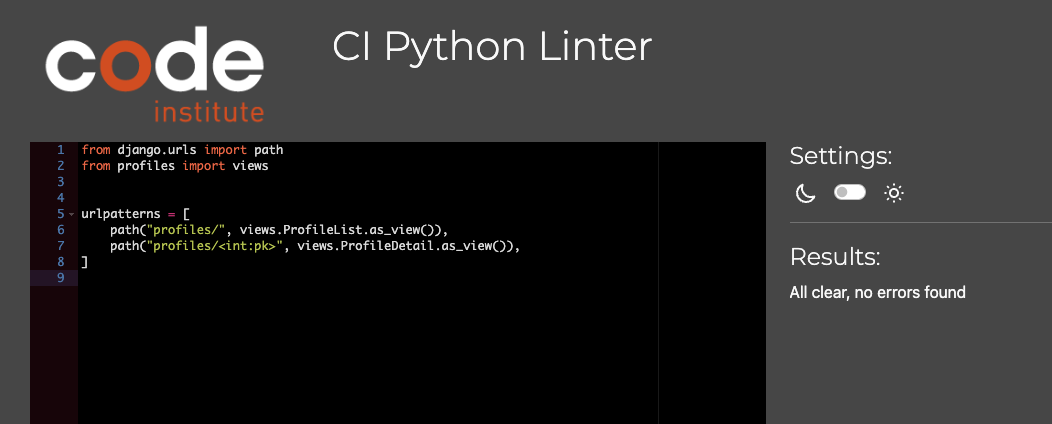 code
institute
CI Python Linter
1 from django.urls import path
2 from profiles import views
3
4
5 urlpatterns = [
6     path("profiles/", views.ProfileList.as_view()),
7     path("profiles/<int:pk>", views.ProfileDetail.as_view()),
8 ]
9
Settings:
Results:
All clear, no errors found